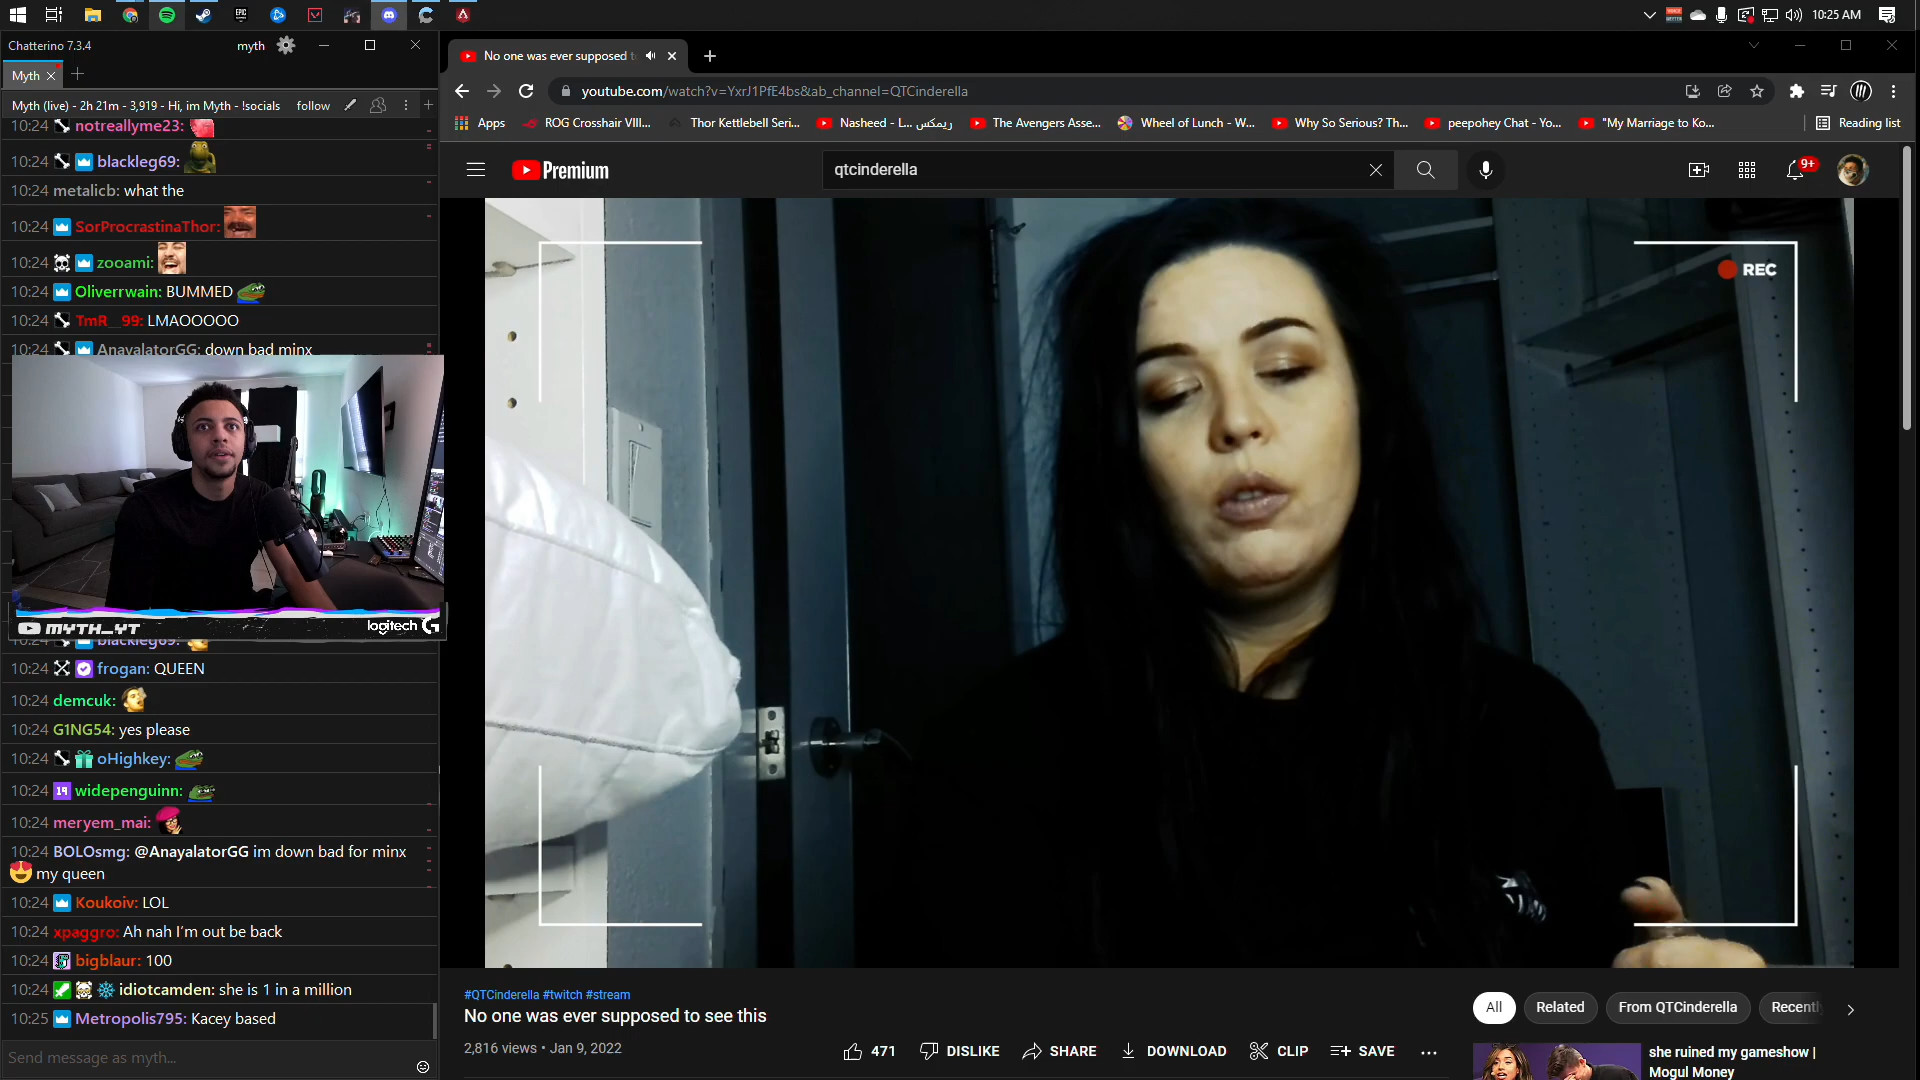 10:25 AM
Chatterino 7.3.4
myth
Myth
Myth (live) - 2h 21m - 3,919 - Hi, im Myth - !socials
follow
10:24 notreallyme23:
10:24 blackleg69:
10:24 metalicb: what the
10:24 SorProcrastinaThor:
10:24 zooami:
10:24 Oliverrwain: BUMMED
10:24 TmR__99: LMAOOOOO
10:24 AnayalatorGG: down bad minx
MYTH_YT
logitech G
blackleg69:
10:24 frogan: QUEEN
10:24 demcuk:
10:24 G1NG54: yes please
10:24 oHighkey:
10:24 widepenguinn:
10:24 meryem_mai:
10:24 BOLOsmg: @AnayalatorGG im down bad for minx
my queen
10:24 Koukoiv: LOL
10:24 xpaggro: Ah nah I'm out be back
10:24 bigblaur: 100
10:24 idiotcamden: she is 1 in a million
10:25 Metropolis795: Kacey based
Send message as myth...
No one was ever supposed to
youtube.com/watch?v=YxrJ1PfE4bs&ab_channel=QTCinderella
Apps
ROG Crosshair VIII...
Thor Kettlebell Seri...
Nasheed - L... ريمكس
The Avengers Asse...
Wheel of Lunch - W...
Why So Serious? Th...
peepohey Chat - Yo...
"My Marriage to Ko...
Reading list
Premium
qtcinderella
9+
REC
#QTCinderella #twitch #stream
No one was ever supposed to see this
2,816 views • Jan 9, 2022
471
DISLIKE
SHARE
DOWNLOAD
CLIP
SAVE
All
Related
From QTCinderella
Recently
she ruined my gameshow |
Mogul Money